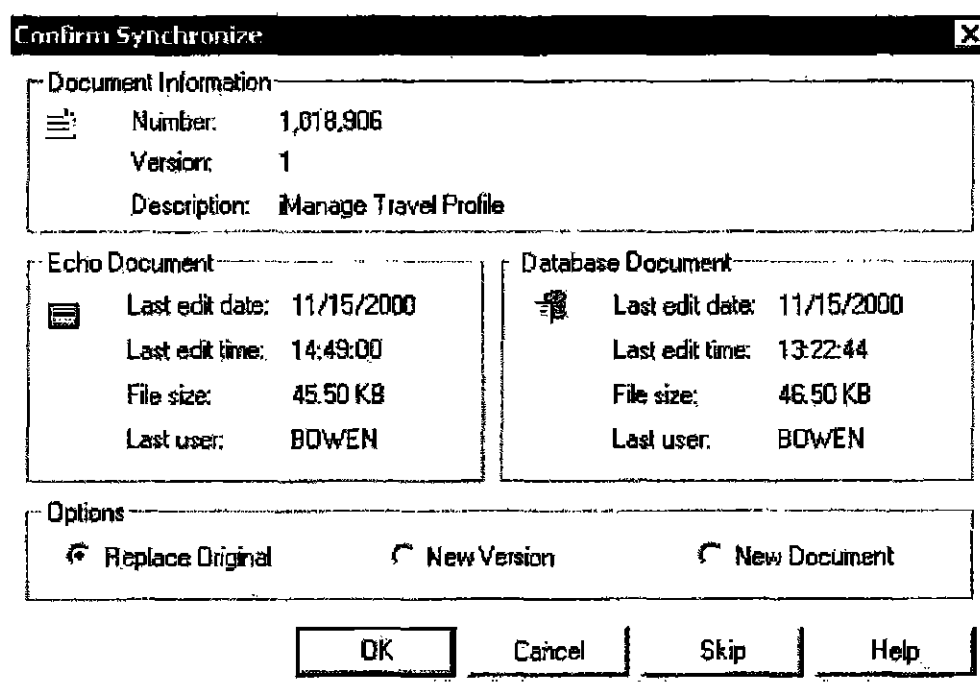 Confirm Synchronize
Document Information
Number: 1,018,906
Version: 1
Description: iManage Travel Profile
Echo Document
Last edit date: 11/15/2000
Last edit time: 14:49:00
File size: 45.50 KB
Last user: BOWEN
Database Document
Last edit date: 11/15/2000
Last edit time: 13:22:44
File size: 46.50 KB
Last user: BOWEN
Options
Replace Original New Version New Document
OK Cancel Skip Help